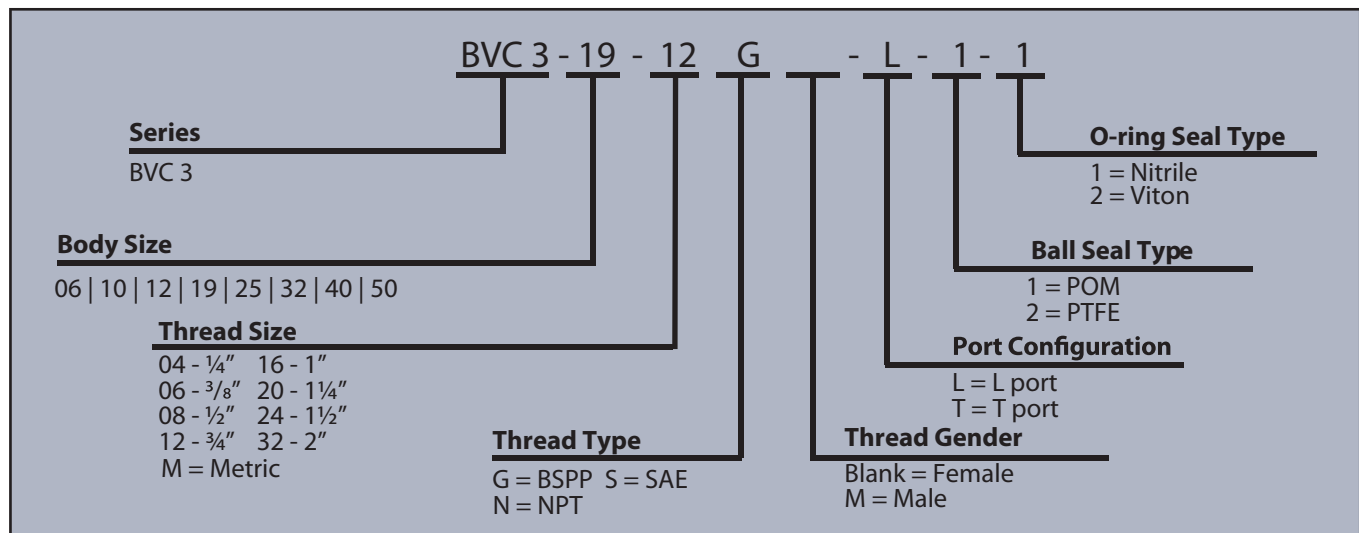 BVC 3 - 19 - 12 G - L - 1 - 1
Series
BVC 3
Body Size
06 | 10 | 12 | 19 | 25 | 32 | 40 | 50
Thread Size
04 - ¼” 16 - 1”
06 - ³/₈” 20 - 1¼”
08 - ½” 24 - 1½”
12 - ¾” 32 - 2”
M = Metric
Thread Type
G = BSPP S = SAE
N = NPT
Thread Gender
Blank = Female
M = Male
Port Configuration
L = L port
T = T port
Ball Seal Type
1 = POM
2 = PTFE
O-ring Seal Type
1 = Nitrile
2 = Viton